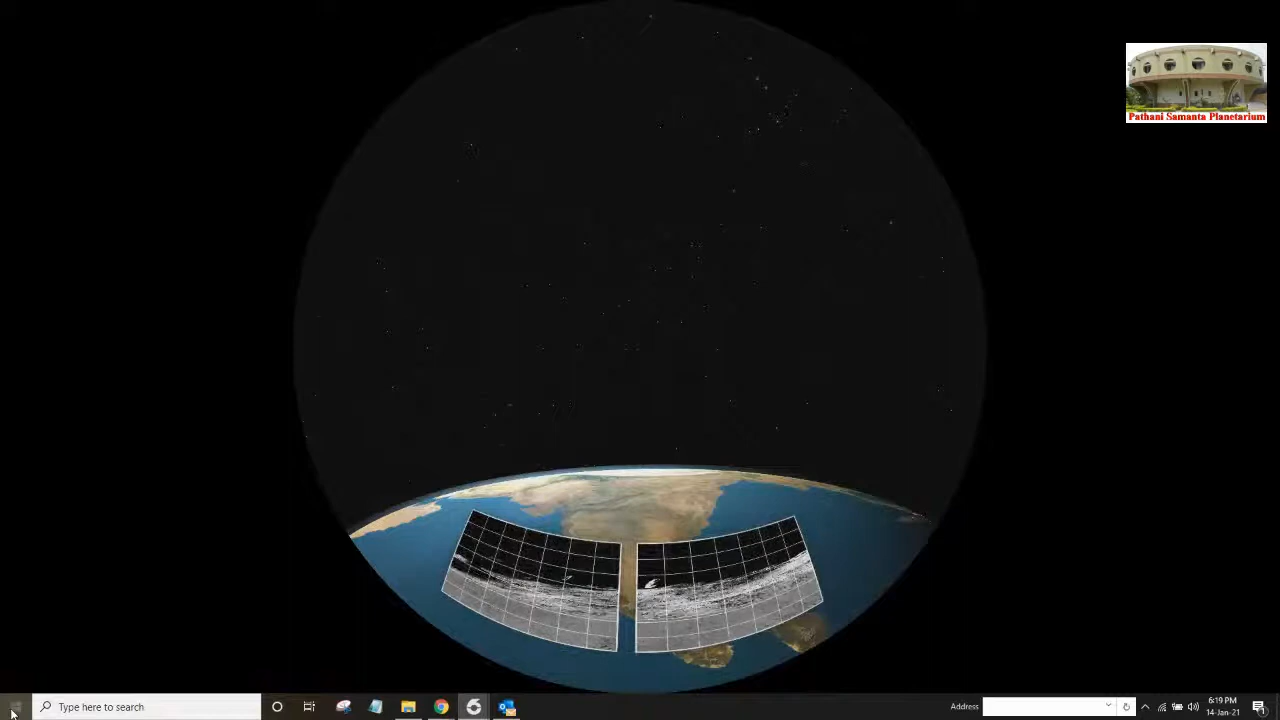 Pathani Samanta Planetarium
Type here to search
Address
6:19 PM
14-Jan-21